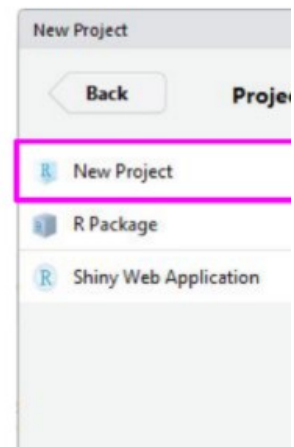 New Project
Back
R New Project
R Package
R Shiny Web Application